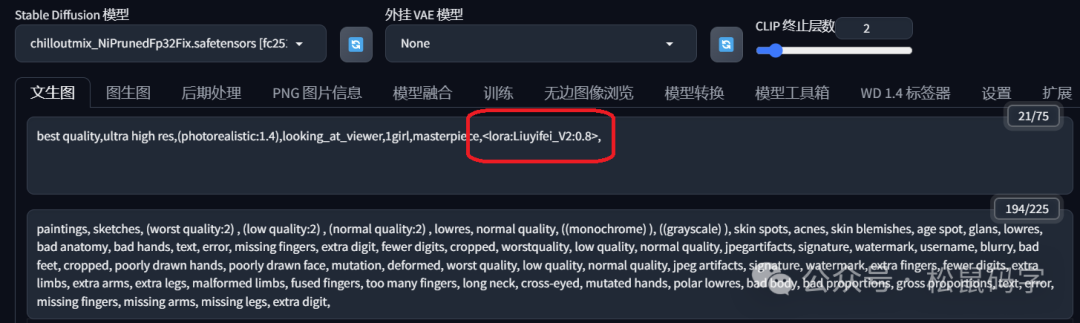 Stable Diffusion 模型
外挂 VAE 模型
chilloutmix_NiPrunedFp32Fix.safetensors [fc25
None
CLIP 终止层数
2
文生图 图生图 后期处理 PNG 图片信息 模型融合 训练 无边图像浏览 模型转换 模型工具箱 WD 1.4 标签器 设置 扩展
21/75
best quality,ultra high res,(photorealistic:1.4),looking_at_viewer,1girl,masterpiece,<lora:Liuyifei_V2:0.8>,
194/225
paintings, sketches, (worst quality:2) , (low quality:2) , (normal quality:2) , lowres, normal quality, ((monochrome) ), ((grayscale) ), skin spots, acnes, skin blemishes, age spot, glans, lowres,
bad anatomy, bad hands, text, error, missing fingers, extra digit, fewer digits, cropped, worstquality, low quality, normal quality, jpegartifacts, signature, watermark, username, blurry, bad
feet, cropped, poorly drawn hands, poorly drawn face, mutation, deformed, worst quality, low quality, normal quality, jpeg artifacts, signature, watermark, extra fingers, fewer digits, extra
limbs, extra arms, extra legs, malformed limbs, fused fingers, too many fingers, long neck, cross-eyed, mutated hands, polar lowres, bad body, bad proportions, gross proportions, text, error,
missing fingers, missing arms, missing legs, extra digit,
公众号 · 松鼠码字